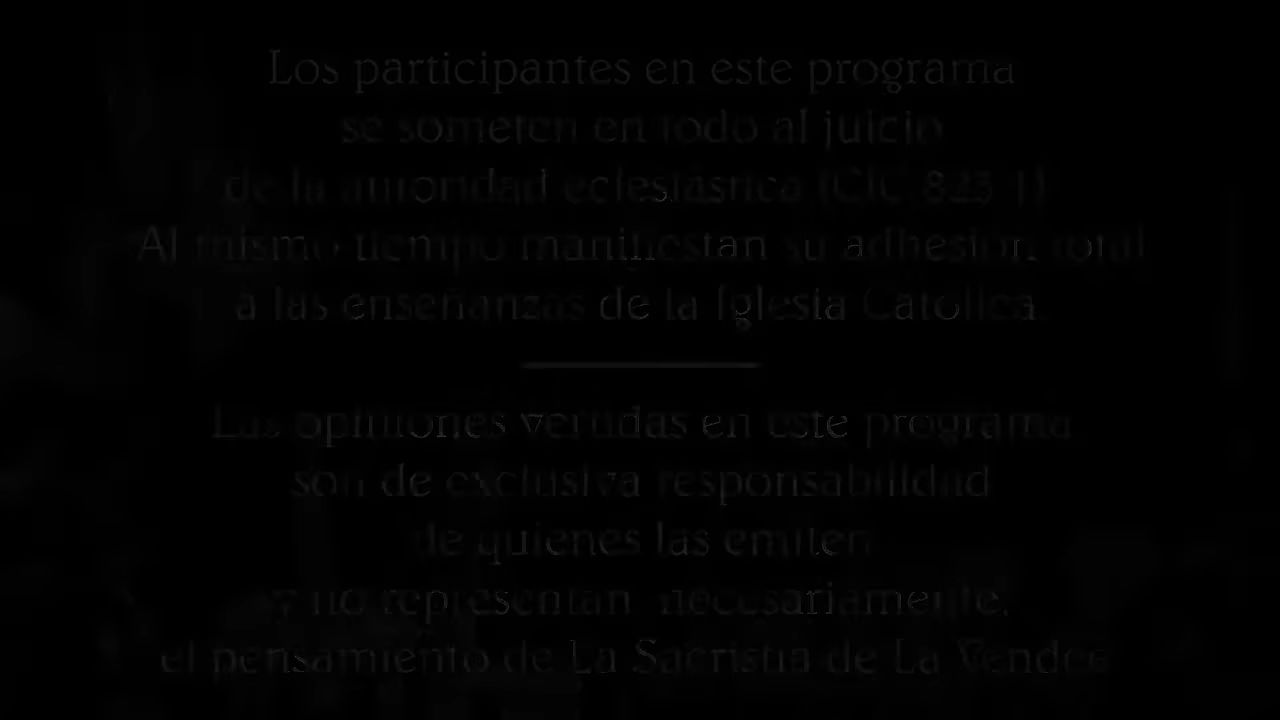 Los participantes en este programa
se someten en todo al juicio
de la autoridad eclesiástica (CIC 823 1)
Al mismo tiempo manifiestan su adhesión total
a las enseñanzas de la Iglesia Católica.
Las opiniones vertidas en este programa
son de exclusiva responsabilidad
de quienes las emiten
y no representan, necesariamente,
el pensamiento de La Sacristía de La Vendée